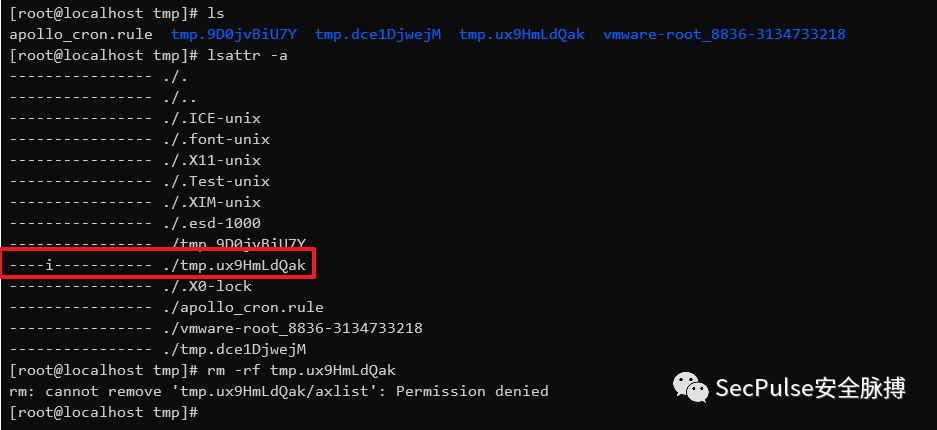 [root@localhost tmp]# ls
apollo_cron.rule  tmp.9D0jvBiU7Y  tmp.dce1DjwejM  tmp.ux9HmLdQak  vmware-root_8836-3134733218
[root@localhost tmp]# lsattr -a
---------------- ./.
---------------- ./..
---------------- ./.ICE-unix
---------------- ./.font-unix
---------------- ./.X11-unix
---------------- ./.Test-unix
---------------- ./.XIM-unix
---------------- ./.esd-1000
---------------- ./tmp.9D0jvBiU7Y
----i----------- ./tmp.ux9HmLdQak
---------------- ./.X0-lock
---------------- ./apollo_cron.rule
---------------- ./vmware-root_8836-3134733218
---------------- ./tmp.dce1DjwejM
[root@localhost tmp]# rm -rf tmp.ux9HmLdQak
rm: cannot remove 'tmp.ux9HmLdQak/axlist': Permission denied
[root@localhost tmp]#
SecPulse安全脉搏